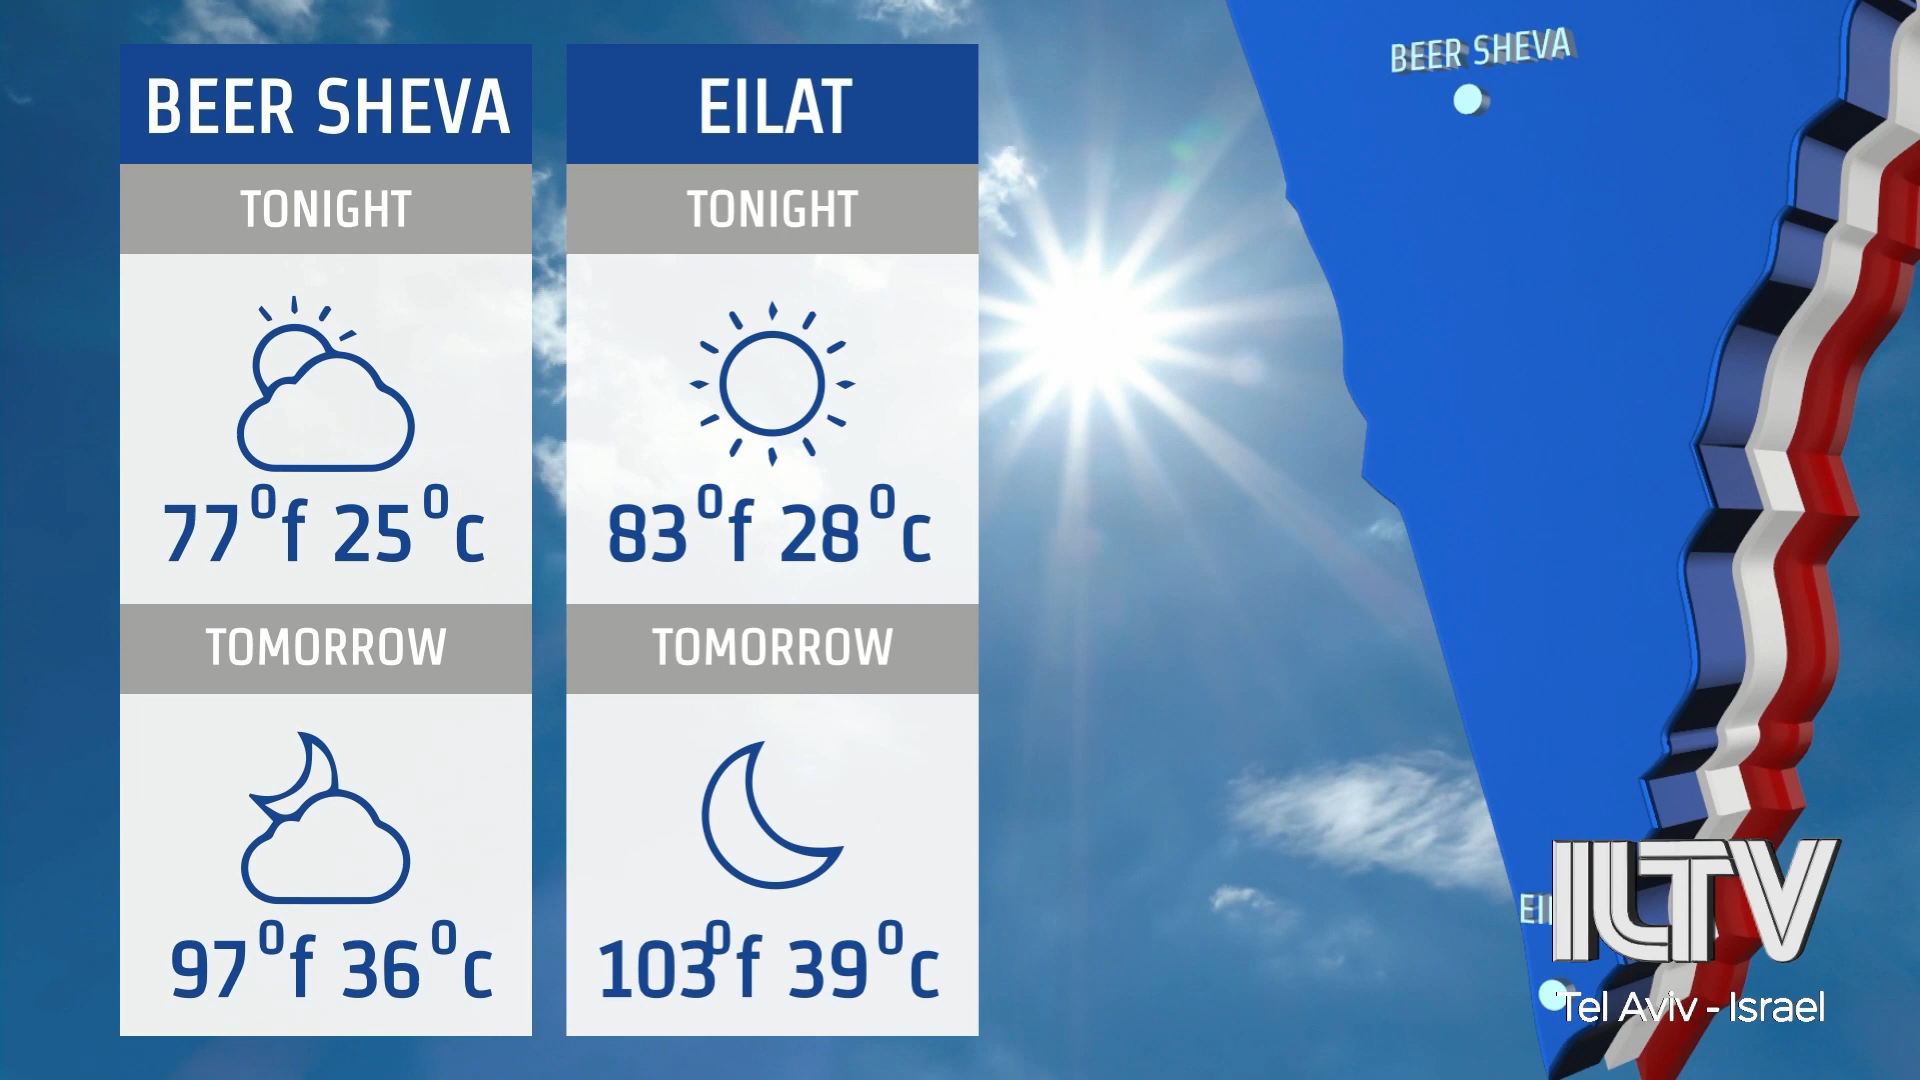 BEER SHEVA
TONIGHT
77°f 25°c
TOMORROW
97°f 36°c
EILAT
TONIGHT
83°f 28°c
TOMORROW
103°f 39°c
BEER SHEVA
ILTV
Tel Aviv - Israel